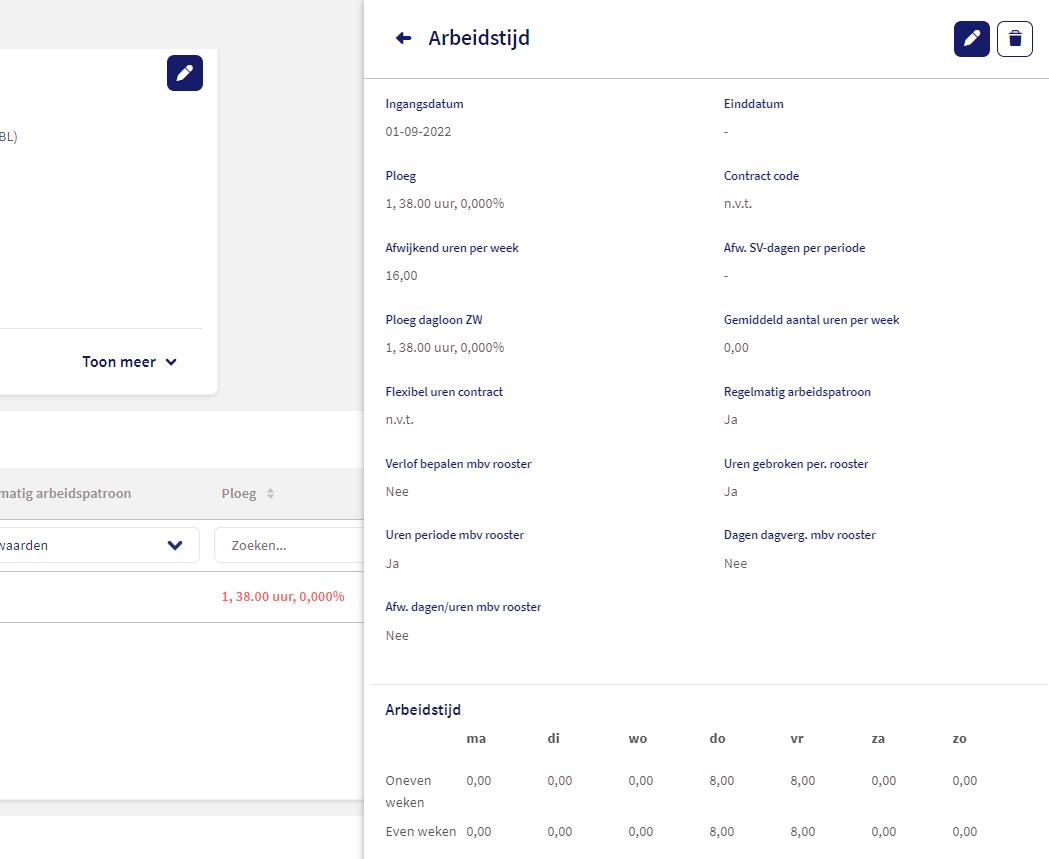 BL)
Toon meer
matig arbeidspatroon Ploeg
waarden Zoeken...
1, 38.00 uur, 0,000%
Arbeidstijd
Ingangsdatum Einddatum
01-09-2022 -
Ploeg Contract code
1, 38.00 uur, 0,000% n.v.t.
Afwijkend uren per week Afw. SV-dagen per periode
16,00 -
Ploeg dagloon ZW Gemiddeld aantal uren per week
1, 38.00 uur, 0,000% 0,00
Flexibel uren contract Regelmatig arbeidspatroon
n.v.t. Ja
Verlof bepalen mbv rooster Uren gebroken per. rooster
Nee Ja
Uren periode mbv rooster Dagen dagverg. mbv rooster
Ja Nee
Afw. dagen/uren mbv rooster
Nee
Arbeidstijd
ma di wo do vr za zo
Oneven 0,00 0,00 0,00 8,00 8,00 0,00 0,00
weken
Even weken 0,00 0,00 0,00 8,00 8,00 0,00 0,00